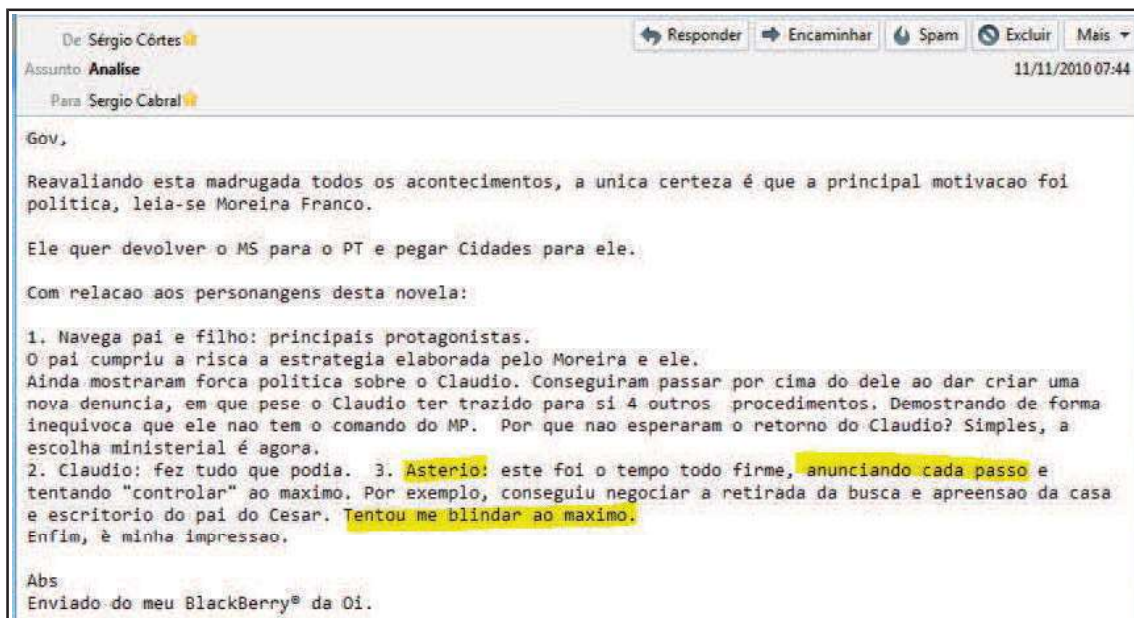 De Sérgio Côrtes
Responder Encaminhar Spam Excluir Mais
Assunto Analise
11/11/2010 07:44
Para Sergio Cabral
Gov,
Reavaliando esta madrugada todos os acontecimentos, a unica certeza é que a principal motivacao foi
politica, leia-se Moreira Franco.
Ele quer devolver o MS para o PT e pegar Cidades para ele.
Com relacao aos personangens desta novela:
1. Navega pai e filho: principais protagonistas.
O pai cumpriu a risca a estrategia elaborada pelo Moreira e ele.
Ainda mostraram forca politica sobre o Claudio. Conseguiram passar por cima do dele ao dar criar uma
nova denuncia, em que pese o Claudio ter trazido para si 4 outros procedimentos. Demostrando de forma
inequivoca que ele nao tem o comando do MP. Por que nao esperaram o retorno do Claudio? Simples, a
escolha ministerial é agora.
2. Claudio: fez tudo que podia. 3. Asterio: este foi o tempo todo firme, anunciando cada passo e
tentando "controlar" ao maximo. Por exemplo, conseguiu negociar a retirada da busca e apreensao da casa
e escritorio do pai do Cesar. Tentou me blindar ao maximo.
Enfim, è minha impressao.
Abs
Enviado do meu BlackBerry® da Oi.